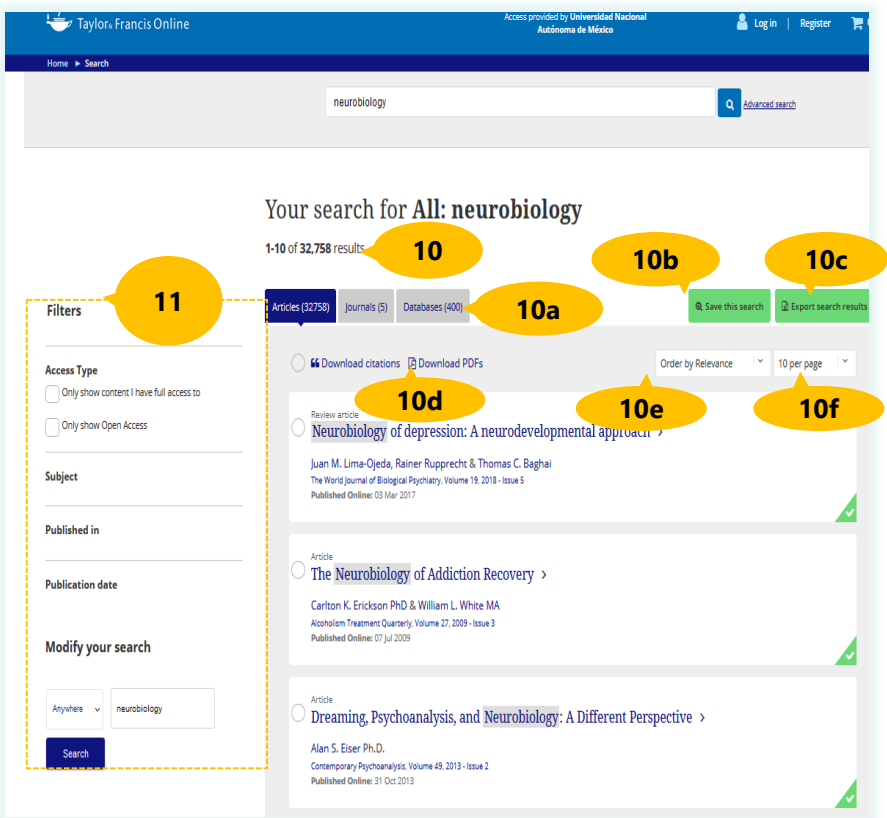 Taylor & Francis Online
Access provided by Universidad Nacional
Autónoma de México
Log in | Register
Home ▸ Search
neurobiology
Advanced search
Your search for All: neurobiology
1-10 of 32,758 results
10
10b
10c
11
10a
Filters
Articles (32758)
Journals (5)
Databases (400)
Save this search
Export search results
Access Type
Only show content I have full access to
Only show Open Access
Subject
Published in
Publication date
Modify your search
Anywhere
neurobiology
Search
Download citations
Download PDFs
Order by Relevance
10 per page
10d
10e
10f
Review article
Neurobiology of depression: A neurodevelopmental approach ›
Juan M. Lima-Ojeda, Rainer Rupprecht & Thomas C. Baghai
The World Journal of Biological Psychiatry, Volume 19, 2018 - Issue 5
Published Online: 03 Mar 2017
Article
The Neurobiology of Addiction Recovery ›
Carlton K. Erickson PhD & William L. White MA
Alcoholism Treatment Quarterly, Volume 27, 2009 - Issue 3
Published Online: 07 Jul 2009
Article
Dreaming, Psychoanalysis, and Neurobiology: A Different Perspective ›
Alan S. Eiser Ph.D.
Contemporary Psychoanalysis, Volume 49, 2013 - Issue 2
Published Online: 31 Oct 2013